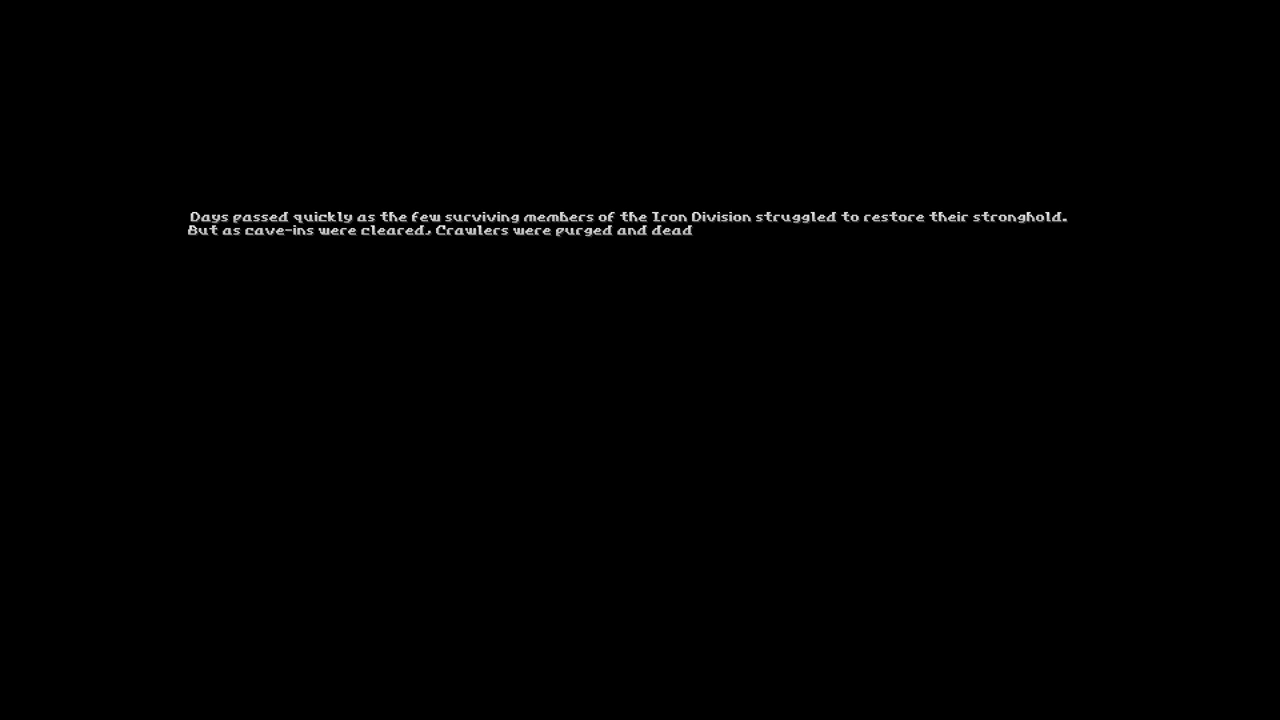 Days passed quickly as the few surviving members of the Iron Division struggled to restore their stronghold.
But as cave-ins were cleared, Crawlers were purged and dead